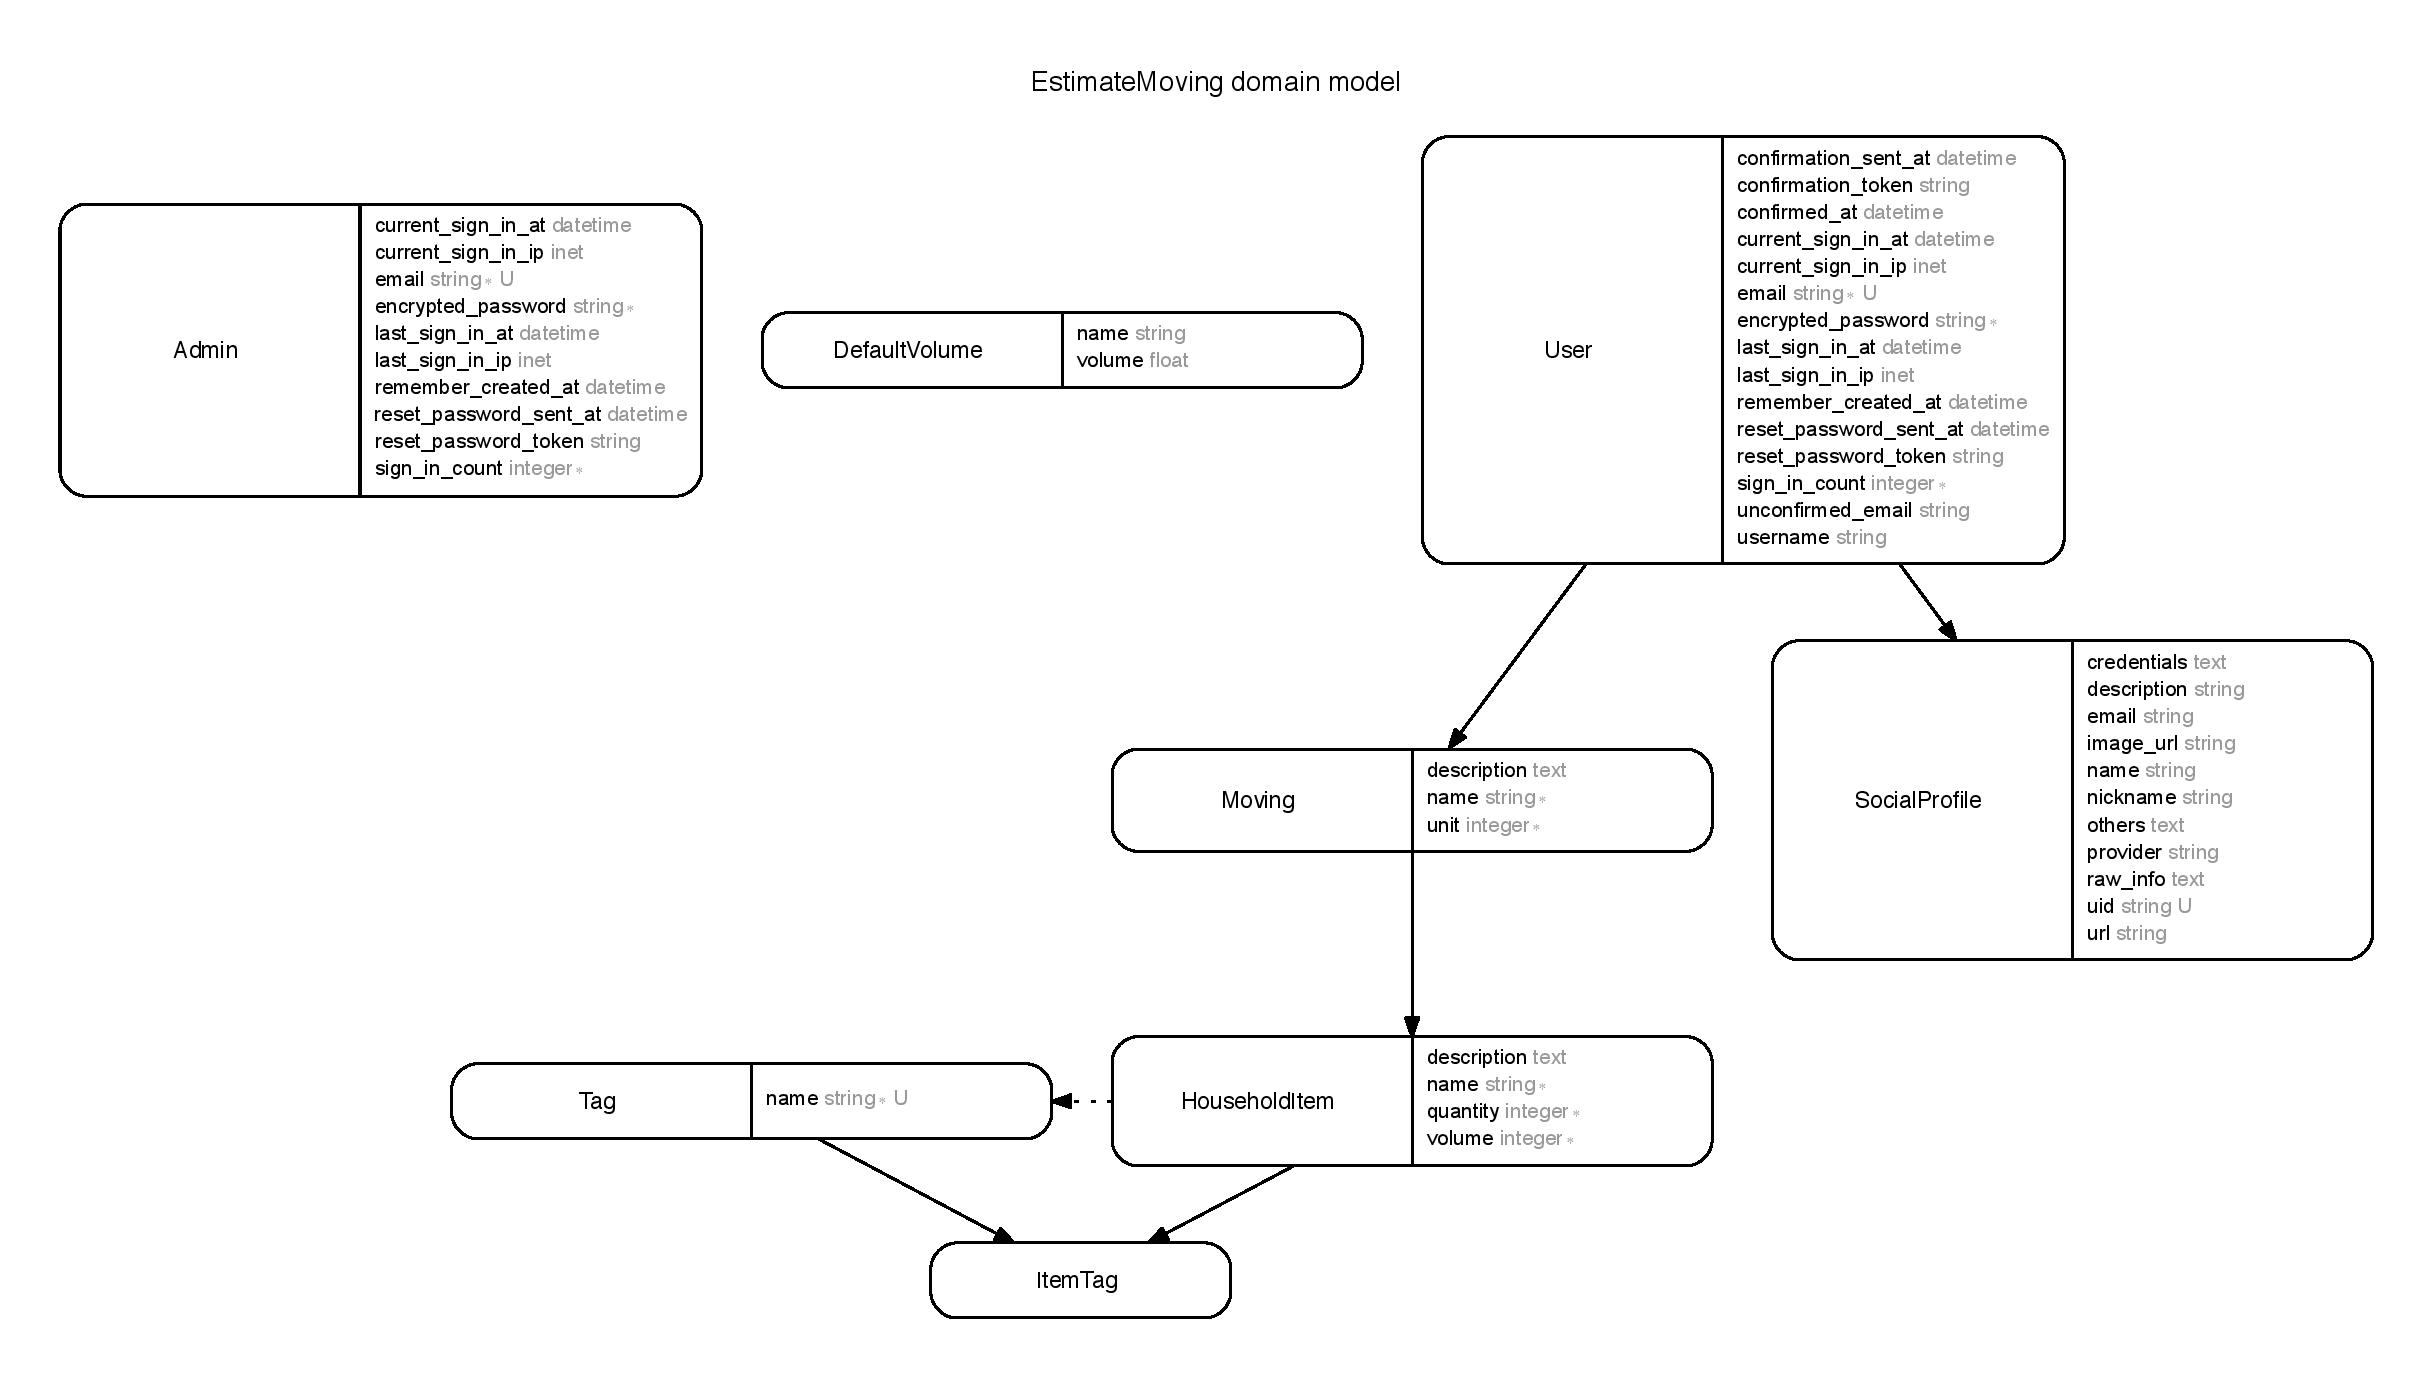 EstimateMoving domain model
Admin
current_sign_in_at datetime
current_sign_in_ip inet
email string* U
encrypted_password string*
last_sign_in_at datetime
last_sign_in_ip inet
remember_created_at datetime
reset_password_sent_at datetime
reset_password_token string
sign_in_count integer*
DefaultVolume
name string
volume float
User
confirmation_sent_at datetime
confirmation_token string
confirmed_at datetime
current_sign_in_at datetime
current_sign_in_ip inet
email string* U
encrypted_password string*
last_sign_in_at datetime
last_sign_in_ip inet
remember_created_at datetime
reset_password_sent_at datetime
reset_password_token string
sign_in_count integer*
unconfirmed_email string
username string
Moving
description text
name string*
unit integer*
SocialProfile
credentials text
description string
email string
image_url string
name string
nickname string
others text
provider string
raw_info text
uid string U
url string
Tag
name string* U
HouseholdItem
description text
name string*
quantity integer*
volume integer*
ItemTag